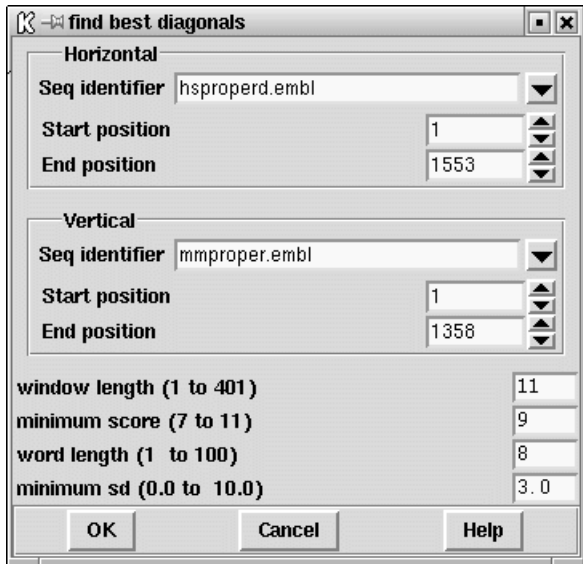 find best diagonals
Horizontal
Seq identifier hsproperd.embl
Start position 1
End position 1553
Vertical
Seq identifier mmproper.embl
Start position 1
End position 1358
window length (1 to 401) 11
minimum score (7 to 11) 9
word length (1 to 100) 8
minimum sd (0.0 to 10.0) 3.0
OK Cancel Help